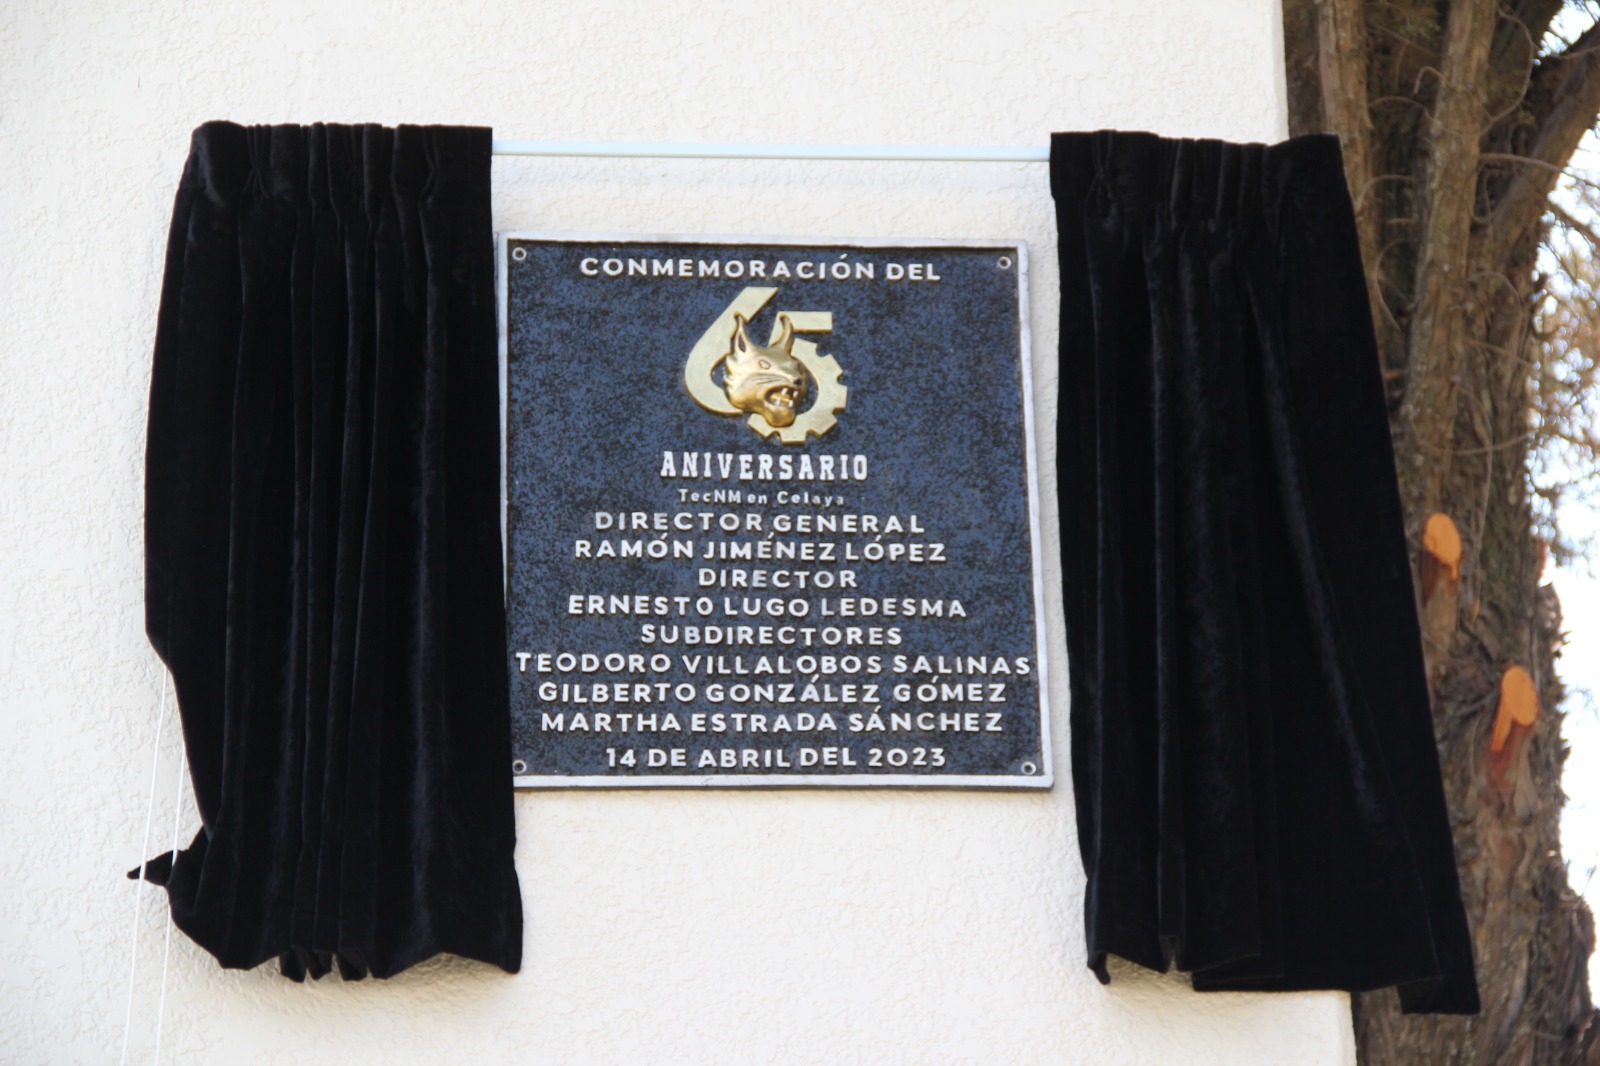 CONMEMORACIÓN DEL
65
ANIVERSARIO
TecNM en Celaya
DIRECTOR GENERAL
RAMÓN JIMÉNEZ LÓPEZ
DIRECTOR
ERNESTO LUGO LEDESMA
SUBDIRECTORES
TEODORO VILLALOBOS SALINAS
GILBERTO GONZÁLEZ GÓMEZ
MARTHA ESTRADA SÁNCHEZ
14 DE ABRIL DEL 2023